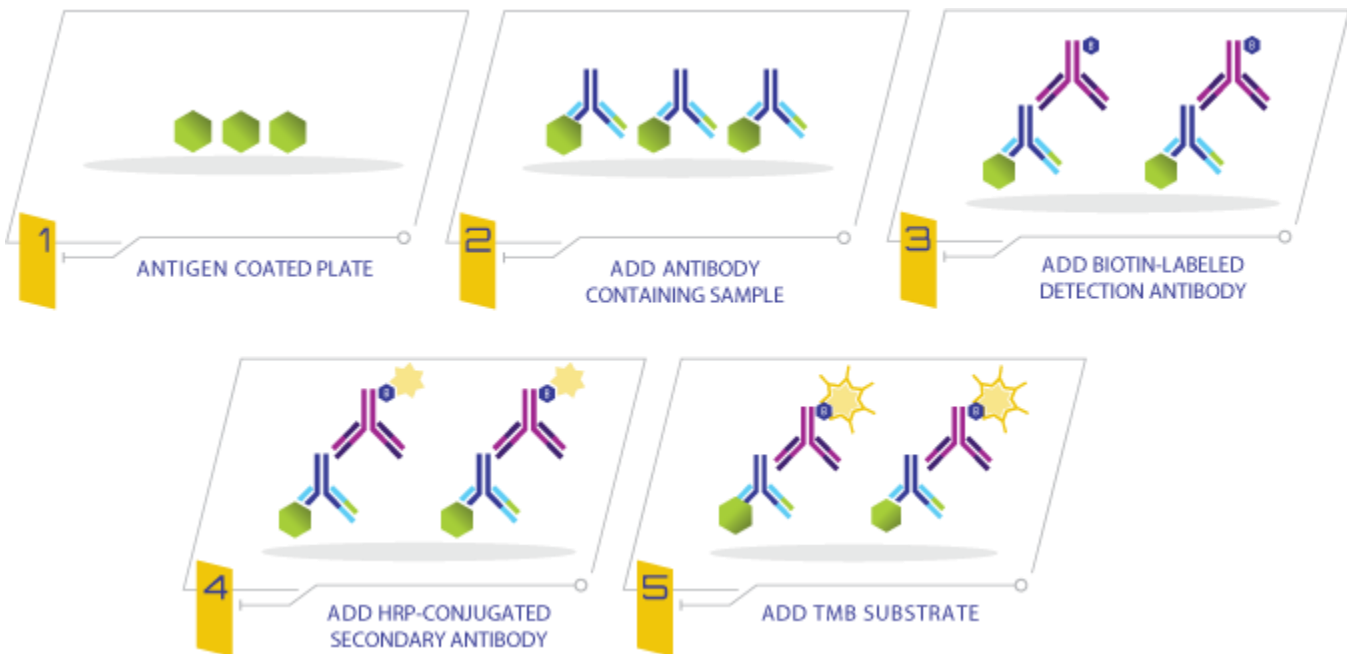 1
ANTIGEN COATED PLATE
2
ADD ANTIBODY
CONTAINING SAMPLE
B
B
3
ADD BIOTIN-LABELED
DETECTION ANTIBODY
B
B
4
ADD HRP-CONJUGATED
SECONDARY ANTIBODY
B
B
5
ADD TMB SUBSTRATE